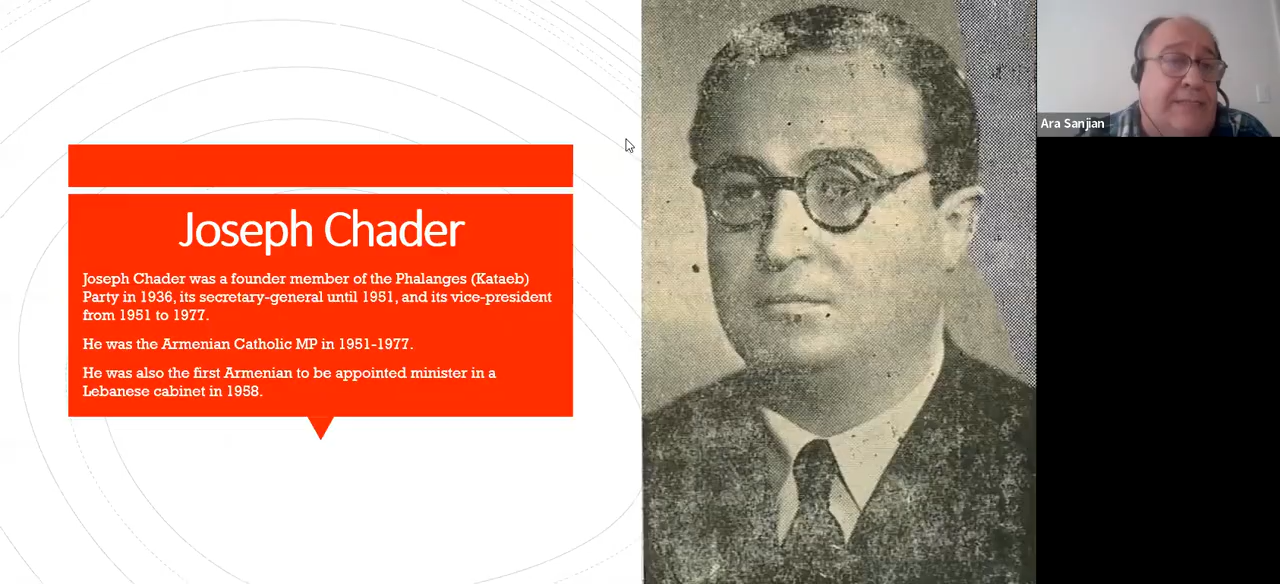 Joseph Chader
Joseph Chader was a founder member of the Phalanges (Kataeb)
Party in 1936, its secretary-general until 1951, and its vice-president
from 1951 to 1977.
He was the Armenian Catholic MP in 1951-1977.
He was also the first Armenian to be appointed minister in a
Lebanese cabinet in 1958.
Ara Sanjian